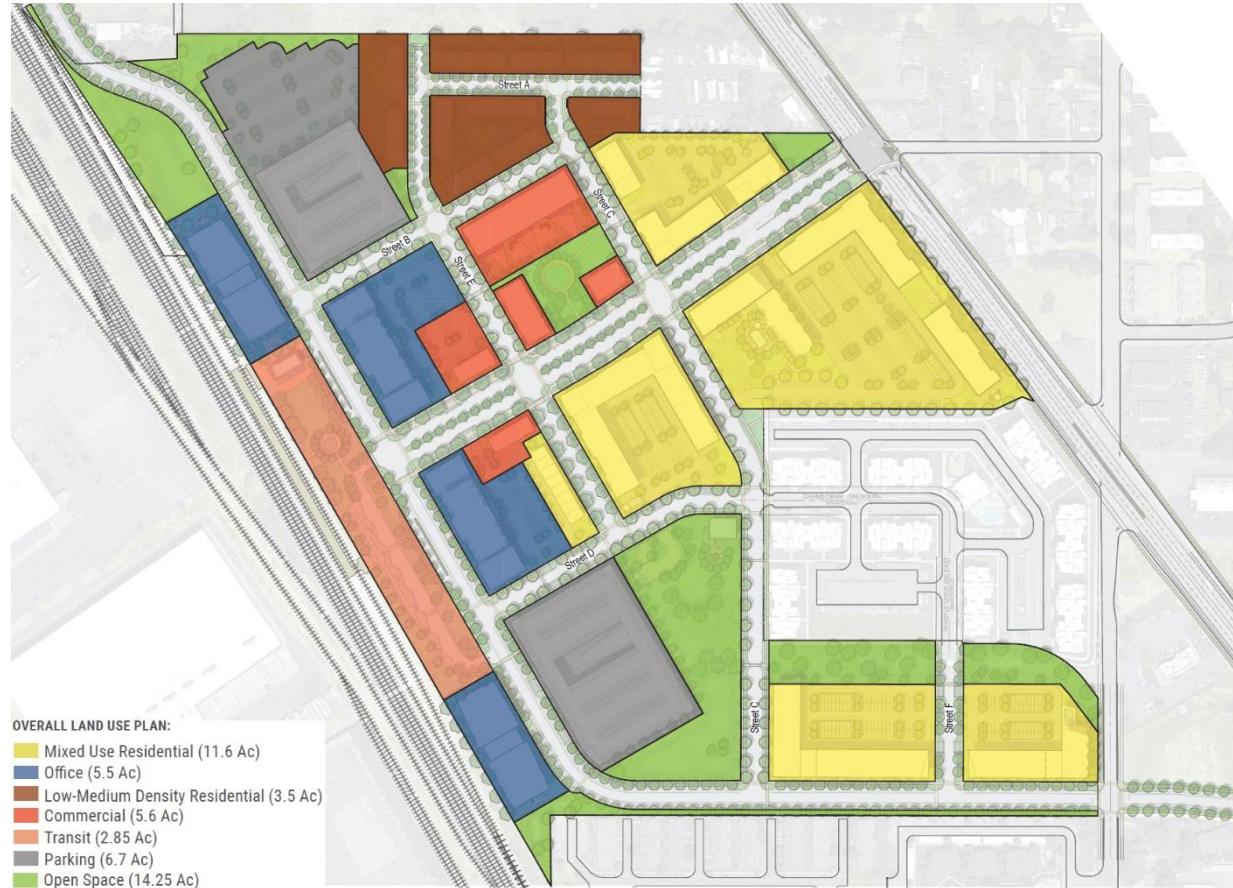 Street A
Street C
Street B
Street E
Street D
Street C
Street F
OVERALL LAND USE PLAN:
Mixed Use Residential (11.6 Ac)
Office (5.5 Ac)
Low-Medium Density Residential (3.5 Ac)
Commercial (5.6 Ac)
Transit (2.85 Ac)
Parking (6.7 Ac)
Open Space (14.25 Ac)